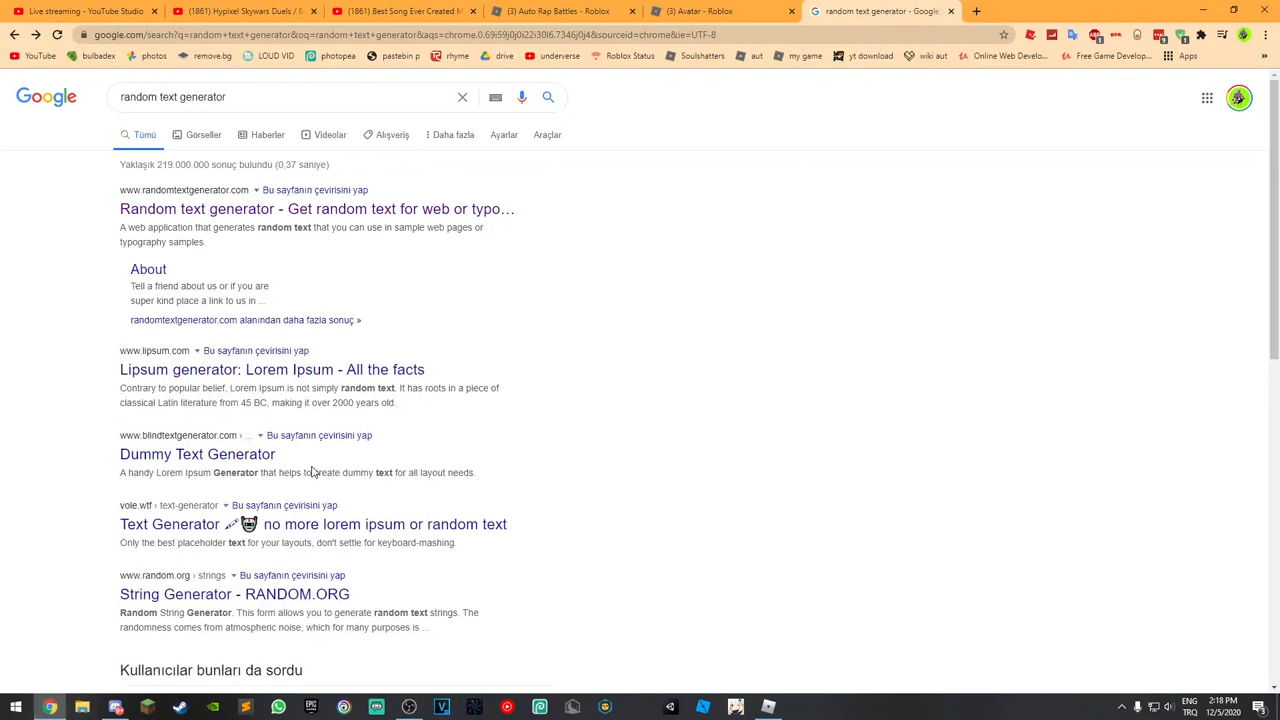 Live streaming - YouTube Studio
(1861) Hypixel Skywars Duels / B
(1861) Best Song Ever Created M
(3) Auto Rap Battles - Roblox
(3) Avatar - Roblox
random text generator - Google
google.com/search?q=random+text+generator&oq=random+text+generator&aqs=chrome.0.69i59j0j0i22i30l6.7346j0j4&sourceid=chrome&ie=UTF-8
YouTube
bulbadex
photos
remove.bg
LOUD VID
photopea
pastebin p
rhyme
drive
underverse
Roblox Status
Soulshatters
aut
my game
yt download
wiki aut
Online Web Develo...
Free Game Develop...
Apps
Google
random text generator
Tümü
Görseller
Haberler
Videolar
Alışveriş
Daha fazla
Ayarlar
Araçlar
Yaklaşık 219.000.000 sonuç bulundu (0,37 saniye)
www.randomtextgenerator.com Bu sayfanın çevirisini yap
Random text generator - Get random text for web or typo...
A web application that generates random text that you can use in sample web pages or
typography samples.
About
Tell a friend about us or if you are
super kind place a link to us in ...
randomtextgenerator.com alanından daha fazla sonuç »
www.lipsum.com Bu sayfanın çevirisini yap
Lipsum generator: Lorem Ipsum - All the facts
Contrary to popular belief, Lorem Ipsum is not simply random text. It has roots in a piece of
classical Latin literature from 45 BC, making it over 2000 years old.
www.blindtextgenerator.com › ... Bu sayfanın çevirisini yap
Dummy Text Generator
A handy Lorem Ipsum Generator that helps to create dummy text for all layout needs.
vole.wtf › text-generator Bu sayfanın çevirisini yap
Text Generator no more lorem ipsum or random text
Only the best placeholder text for your layouts, don't settle for keyboard-mashing.
www.random.org › strings Bu sayfanın çevirisini yap
String Generator - RANDOM.ORG
Random String Generator. This form allows you to generate random text strings. The
randomness comes from atmospheric noise, which for many purposes is ...
Kullanıcılar bunları da sordu
ENG
TRQ
2:18 PM
12/5/2020